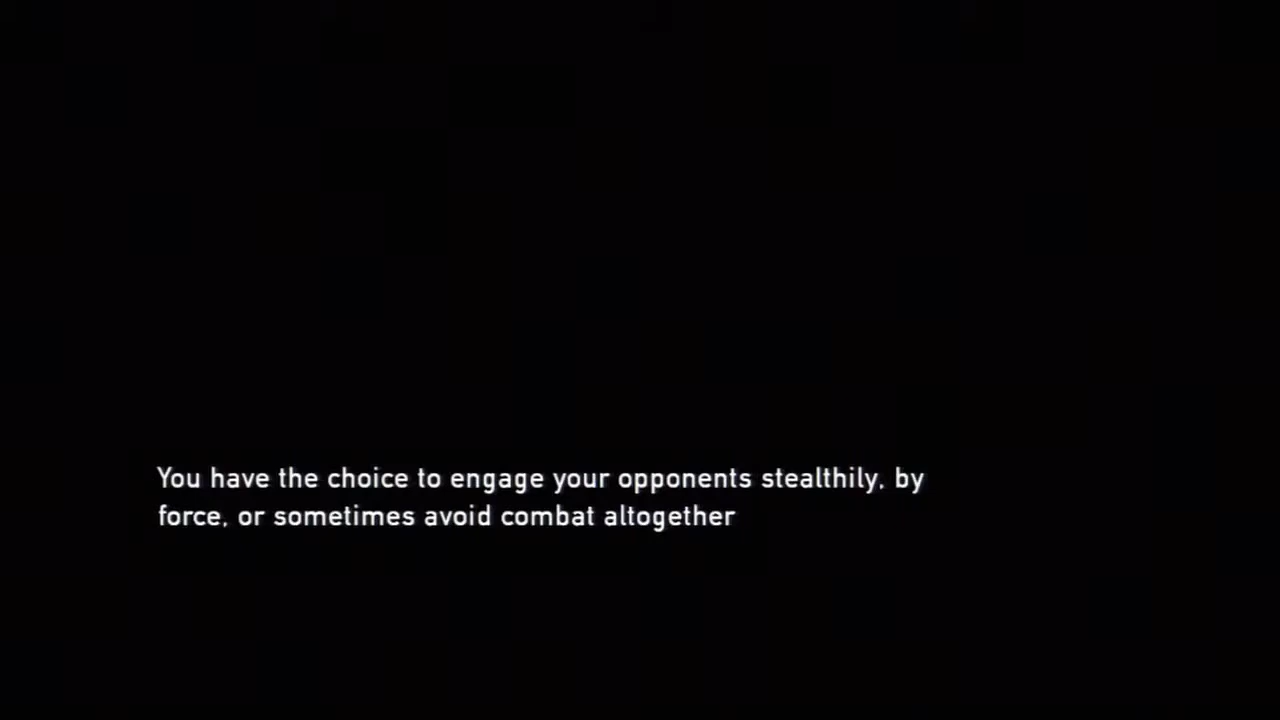 You have the choice to engage your opponents stealthily, by
force, or sometimes avoid combat altogether